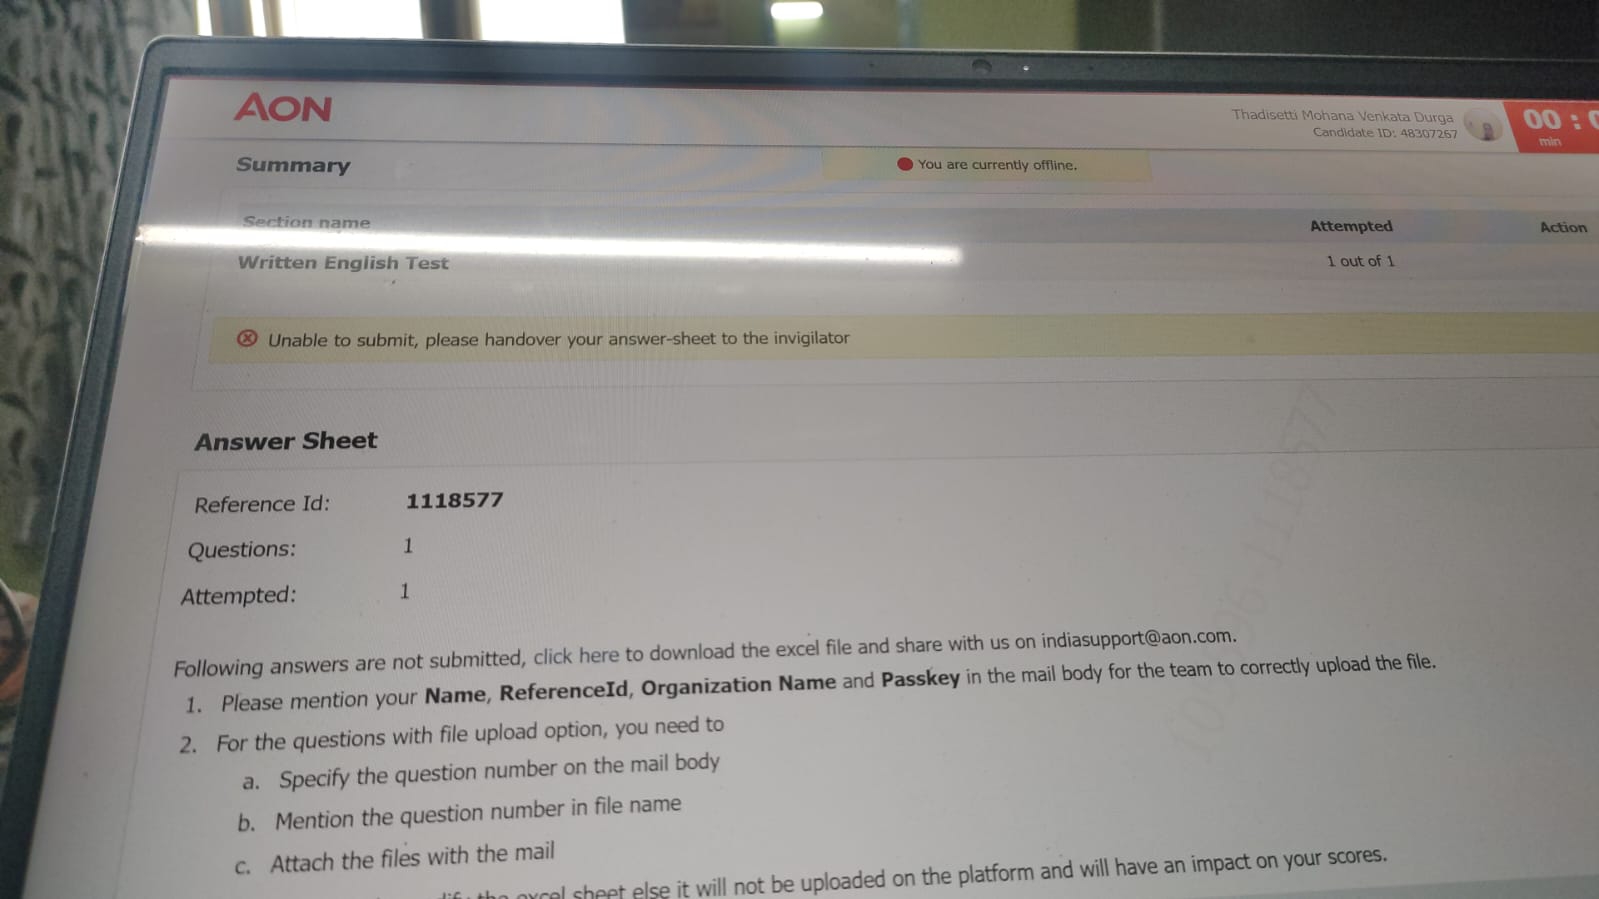 AON
Thadisetti Mohana Venkata Durga
Candidate ID: 48307267
00 :
min
Summary
You are currently offline.
Section name
Attempted
Action
Written English Test
1 out of 1
Unable to submit, please handover your answer-sheet to the invigilator
Answer Sheet
Reference Id: 1118577
Questions: 1
Attempted: 1
Following answers are not submitted, click here to download the excel file and share with us on indiasupport@aon.com.
1. Please mention your Name, ReferenceId, Organization Name and Passkey in the mail body for the team to correctly upload the file.
2. For the questions with file upload option, you need to
a. Specify the question number on the mail body
b. Mention the question number in file name
c. Attach the files with the mail
the excel sheet else it will not be uploaded on the platform and will have an impact on your scores.